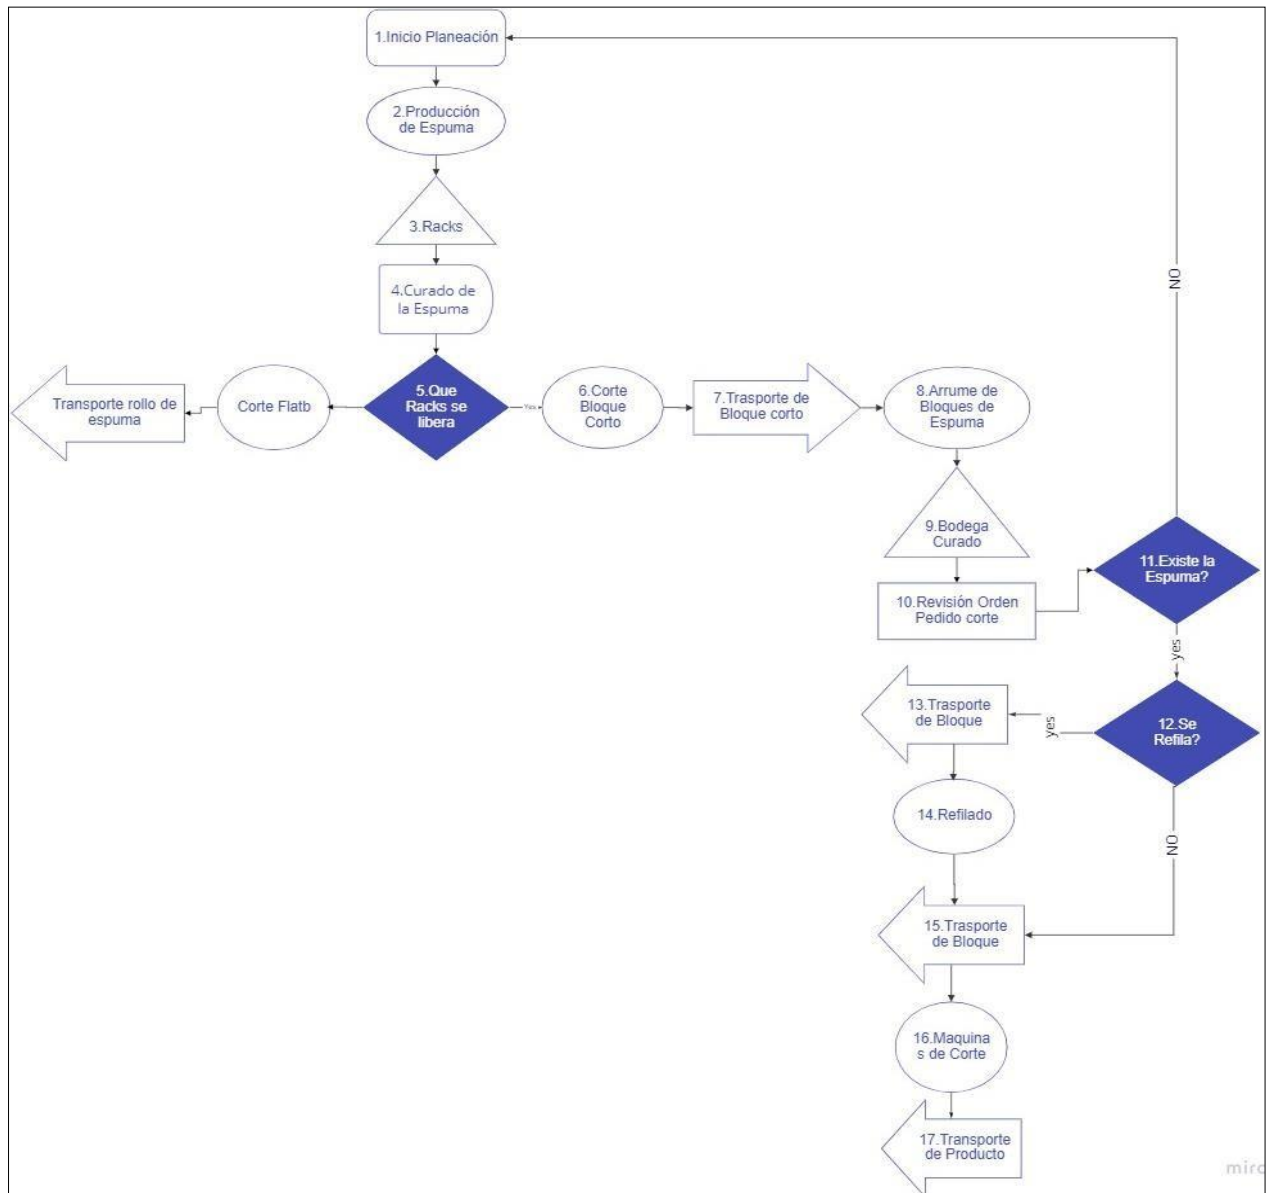 1.Inicio Planeación
2.Producción
de Espuma
3.Racks
4.Curado de
la Espuma
5.Que
Racks se
libera
Corte Flatb
Transporte rollo de
espuma
Yes
6.Corte
Bloque
Corto
7.Trasporte de
Bloque corto
8.Arrume de
Bloques de
Espuma
9.Bodega
Curado
10.Revisión Orden
Pedido corte
11.Existe la
Espuma?
NO
yes
12.Se
Refila?
yes
13.Trasporte
de Bloque
14.Refilado
NO
15.Trasporte
de Bloque
16.Maquina
s de Corte
17.Transporte
de Producto
miro